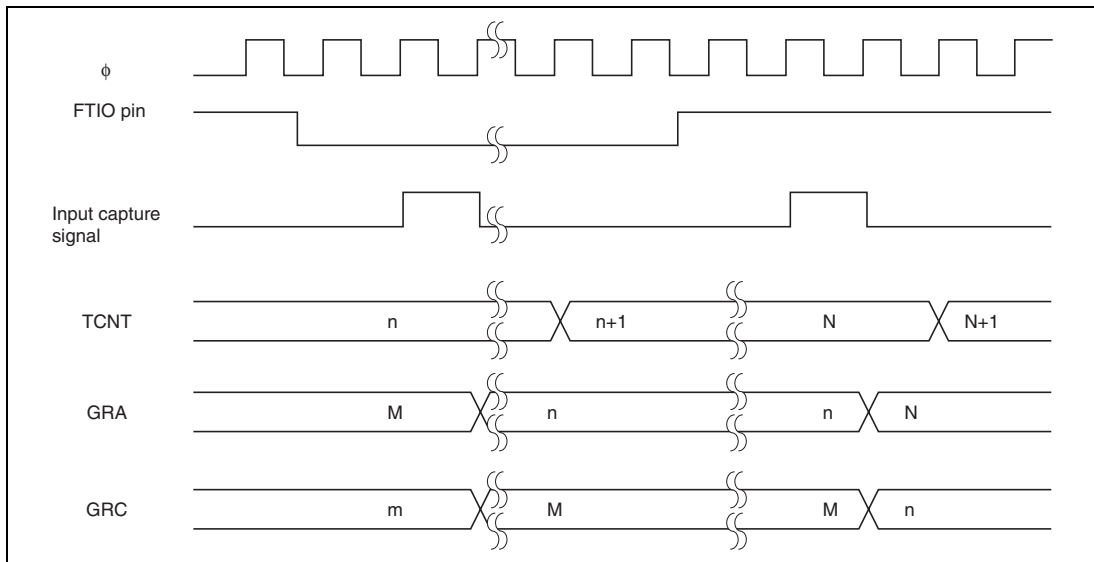 ϕ
FTIO pin
Input capture
signal
TCNT n n+1 N N+1
GRA M n n N
GRC m M M n